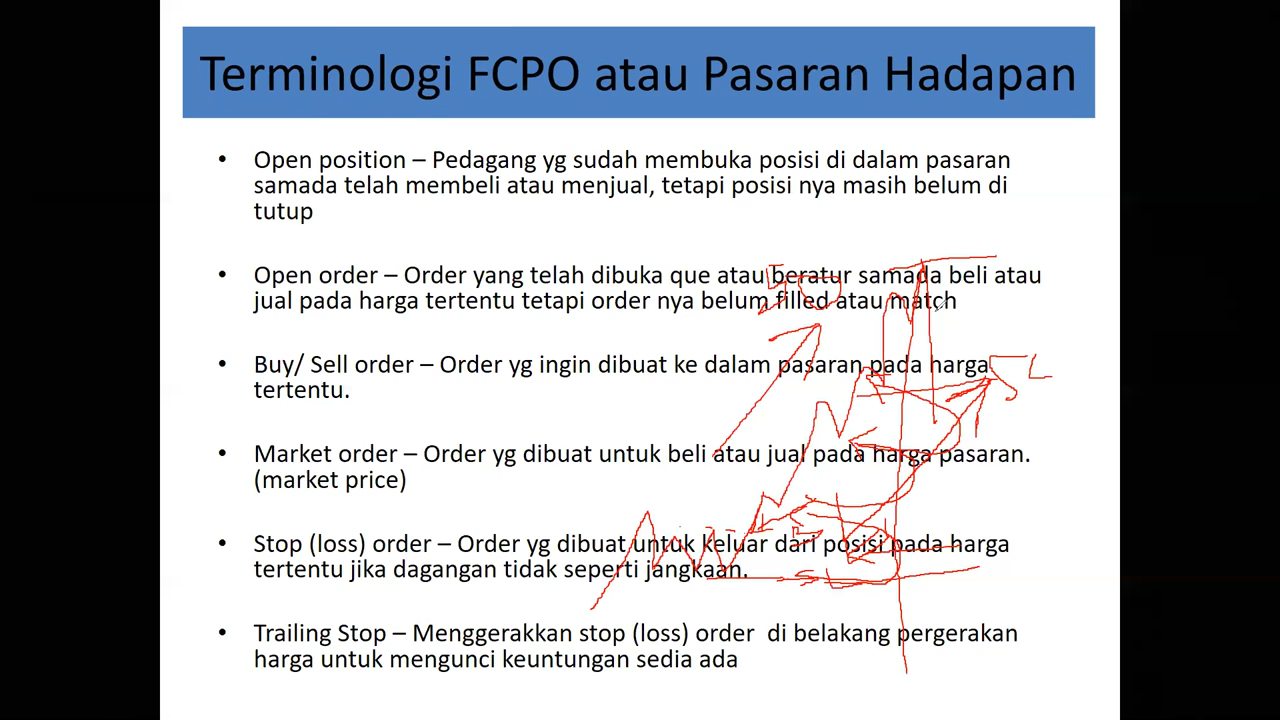 Terminologi FCPO atau Pasaran Hadapan
• Open position – Pedagang yg sudah membuka posisi di dalam pasaran
samada telah membeli atau menjual, tetapi posisi nya masih belum di
tutup
• Open order – Order yang telah dibuka que atau beratur samada beli atau
jual pada harga tertentu tetapi order nya belum filled atau match
• Buy/ Sell order – Order yg ingin dibuat ke dalam pasaran pada harga
tertentu.
• Market order – Order yg dibuat untuk beli atau jual pada harga pasaran.
(market price)
• Stop (loss) order – Order yg dibuat untuk keluar dari posisi pada harga
tertentu jika dagangan tidak seperti jangkaan.
• Trailing Stop – Menggerakkan stop (loss) order di belakang pergerakan
harga untuk mengunci keuntungan sedia ada
50